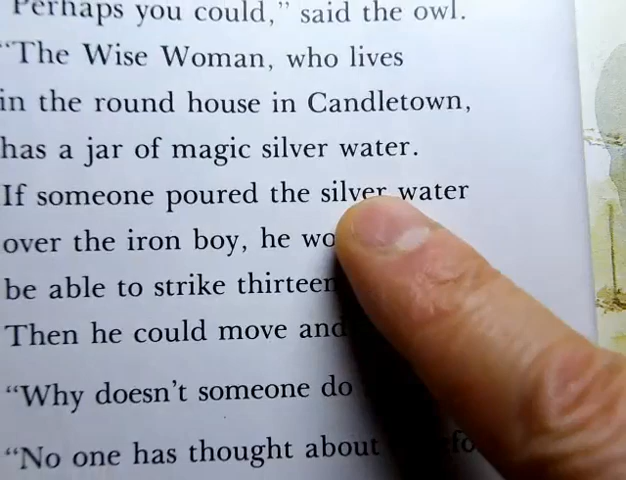 Perhaps you could,” said the owl.
“The Wise Woman, who lives
in the round house in Candletown,
has a jar of magic silver water.
If someone poured the silver water
over the iron boy, he
be able to strike thirteen
Then he could move and
“Why doesn’t someone do
“No one has thought about